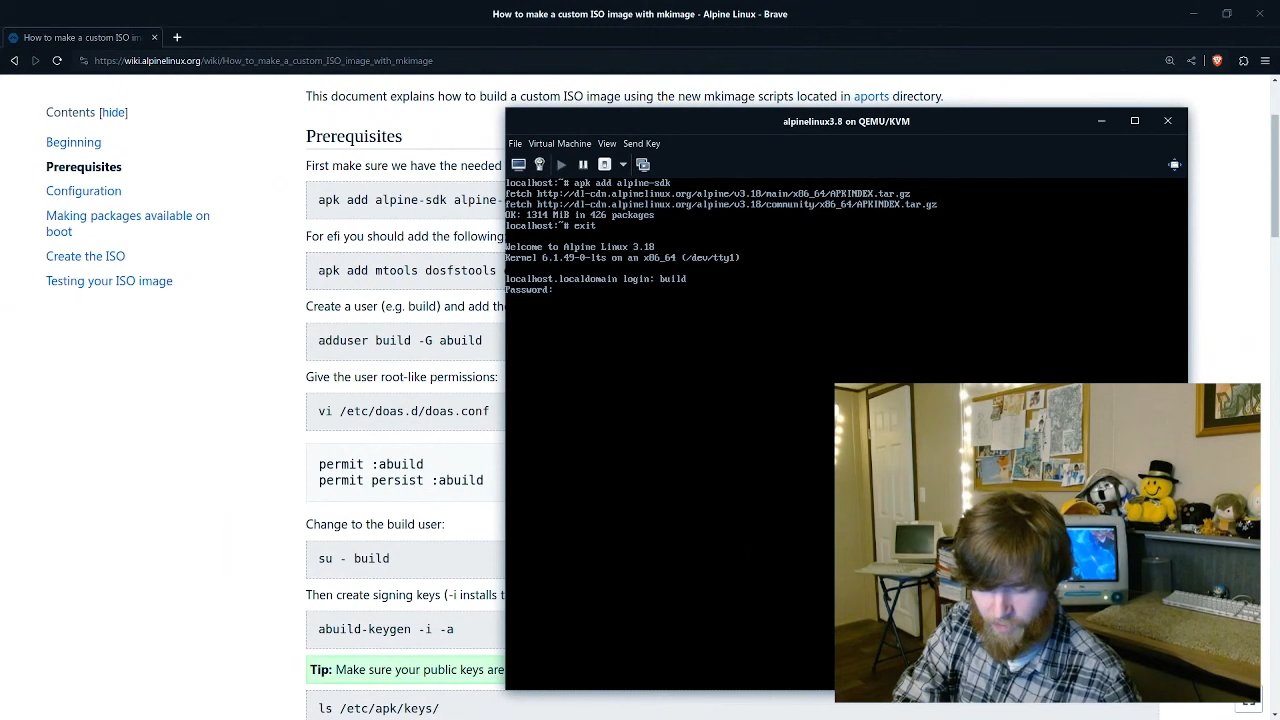 How to make a custom ISO image with mkimage - Alpine Linux - Brave
How to make a custom ISO im
https://wiki.alpinelinux.org/wiki/How_to_make_a_custom_ISO_image_with_mkimage
Contents [hide]
Beginning
Prerequisites
Configuration
Making packages available on
boot
Create the ISO
Testing your ISO image
This document explains how to build a custom ISO image using the new mkimage scripts located in aports directory.
Prerequisites
First make sure we have the needed
apk add alpine-sdk alpine-
For efi you should add the following
apk add mtools dosfstools
Create a user (e.g. build) and add the
adduser build -G abuild
Give the user root-like permissions:
vi /etc/doas.d/doas.conf
permit :abuild
permit persist :abuild
Change to the build user:
su - build
Then create signing keys (-i installs t
abuild-keygen -i -a
Tip: Make sure your public keys are
ls /etc/apk/keys/
alpinelinux3.8 on QEMU/KVM
File Virtual Machine View Send Key
localhost:~# apk add alpine-sdk
fetch http://dl-cdn.alpinelinux.org/alpine/v3.18/main/x86_64/APKINDEX.tar.gz
fetch http://dl-cdn.alpinelinux.org/alpine/v3.18/community/x86_64/APKINDEX.tar.gz
OK: 1314 MiB in 426 packages
localhost:~# exit
Welcome to Alpine Linux 3.18
Kernel 6.1.49-0-lts on an x86_64 (/dev/tty1)
localhost.localdomain login: build
Password: